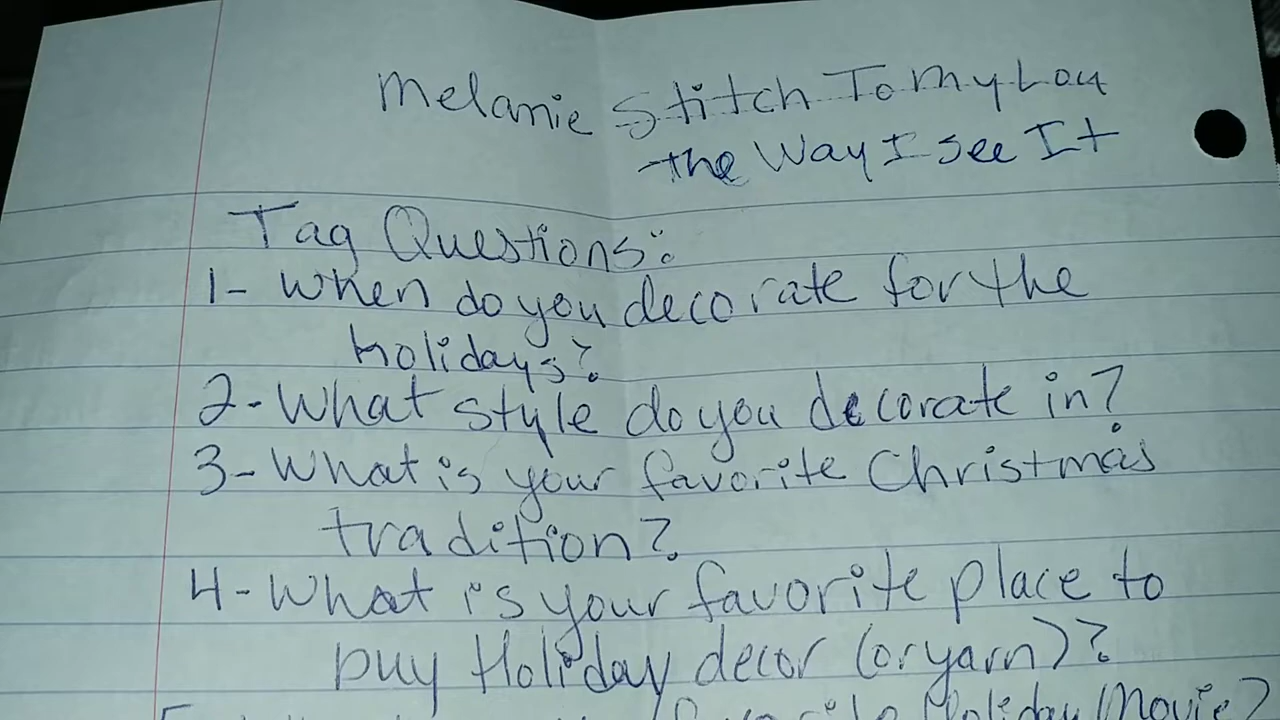 Melanie Stitch To My Lou
the Way I see It
Tag Questions:
1- When do you decorate for the
holidays?
2- What style do you decorate in?
3- What is your favorite Christmas
tradition?
4- What is your favorite place to
buy Holiday decor (or yarn)?
Holiday Movie?